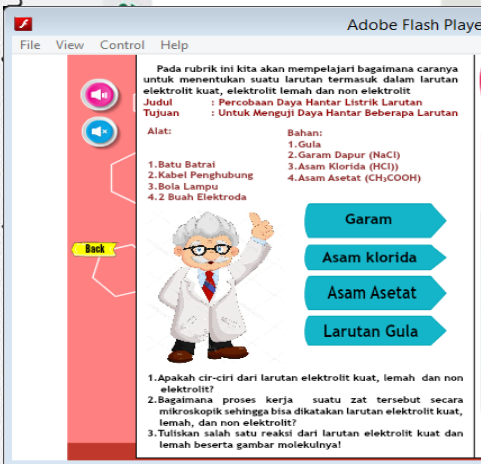 Adobe Flash Playe
File View Control Help
Pada rubrik ini kita akan mempelajari bagaimana caranya
untuk menentukan suatu larutan termasuk dalam larutan
elektrolit kuat, elektrolit lemah dan non elektrolit
Judul : Percobaan Daya Hantar Listrik Larutan
Tujuan : Untuk Menguji Daya Hantar Beberapa Larutan
Alat:
1.Batu Batrai
2.Kabel Penghubung
3.Bola Lampu
4.2 Buah Elektroda
Bahan:
1.Gula
2.Garam Dapur (NaCl)
3.Asam Klorida (HCl))
4.Asam Asetat (CH₃COOH)
Back
Garam
Asam klorida
Asam Asetat
Larutan Gula
1.Apakah cir-ciri dari larutan elektrolit kuat, lemah dan non
elektrolit?
2.Bagaimana proses kerja suatu zat tersebut secara
mikroskopik sehingga bisa dikatakan larutan elektrolit kuat,
lemah, dan non elektrolit?
3.Tuliskan salah satu reaksi dari larutan elektrolit kuat dan
lemah beserta gambar molekulnya!